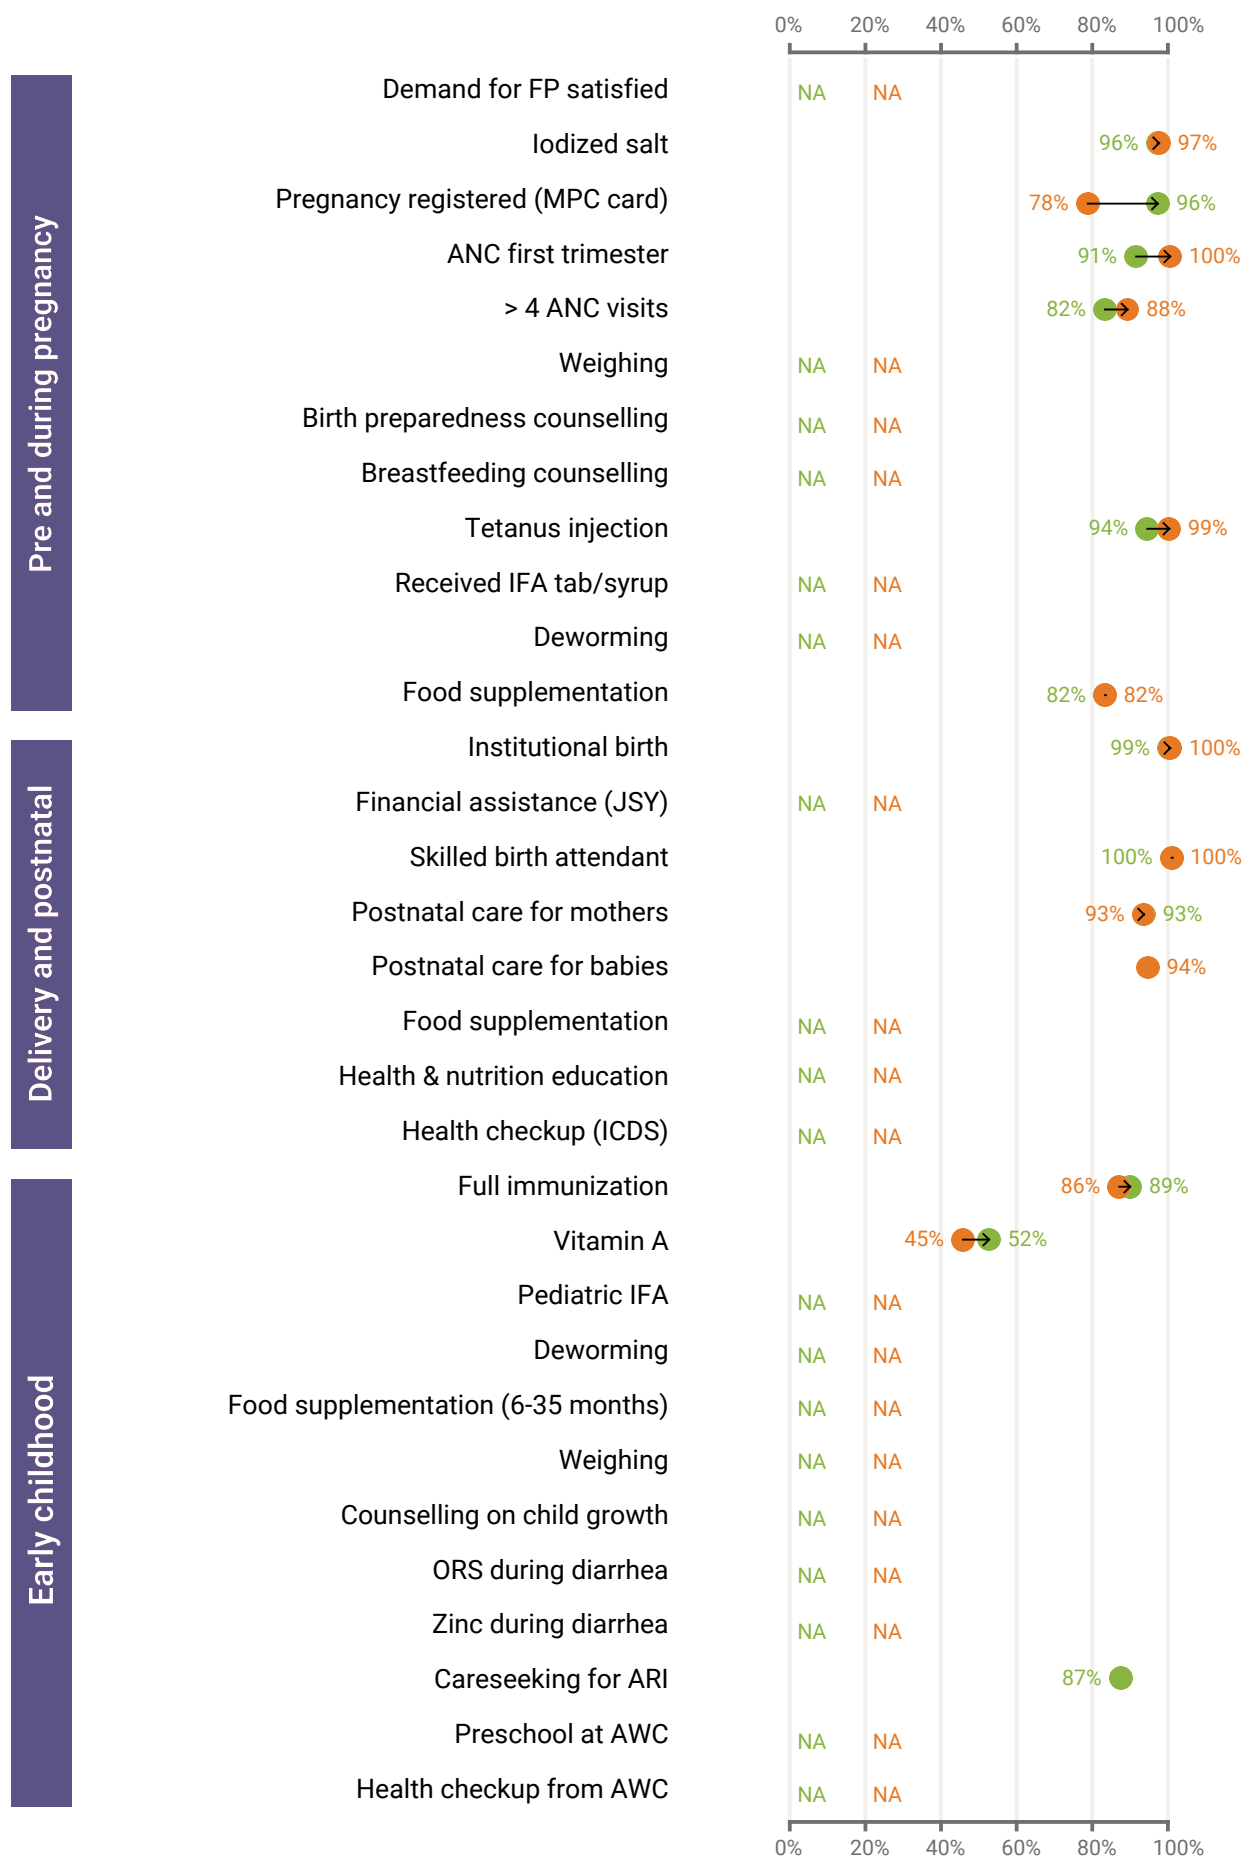 0% 20% 40% 60% 80% 100%
Pre and during pregnancy
Demand for FP satisfied NA NA
Iodized salt 96% 97%
Pregnancy registered (MPC card) 78% 96%
ANC first trimester 91% 100%
> 4 ANC visits 82% 88%
Weighing NA NA
Birth preparedness counselling NA NA
Breastfeeding counselling NA NA
Tetanus injection 94% 99%
Received IFA tab/syrup NA NA
Deworming NA NA
Food supplementation 82% 82%
Delivery and postnatal
Institutional birth 99% 100%
Financial assistance (JSY) NA NA
Skilled birth attendant 100% 100%
Postnatal care for mothers 93% 93%
Postnatal care for babies 94%
Food supplementation NA NA
Health & nutrition education NA NA
Health checkup (ICDS) NA NA
Early childhood
Full immunization 86% 89%
Vitamin A 45% 52%
Pediatric IFA NA NA
Deworming NA NA
Food supplementation (6-35 months) NA NA
Weighing NA NA
Counselling on child growth NA NA
ORS during diarrhea NA NA
Zinc during diarrhea NA NA
Careseeking for ARI 87%
Preschool at AWC NA NA
Health checkup from AWC NA NA
0% 20% 40% 60% 80% 100%